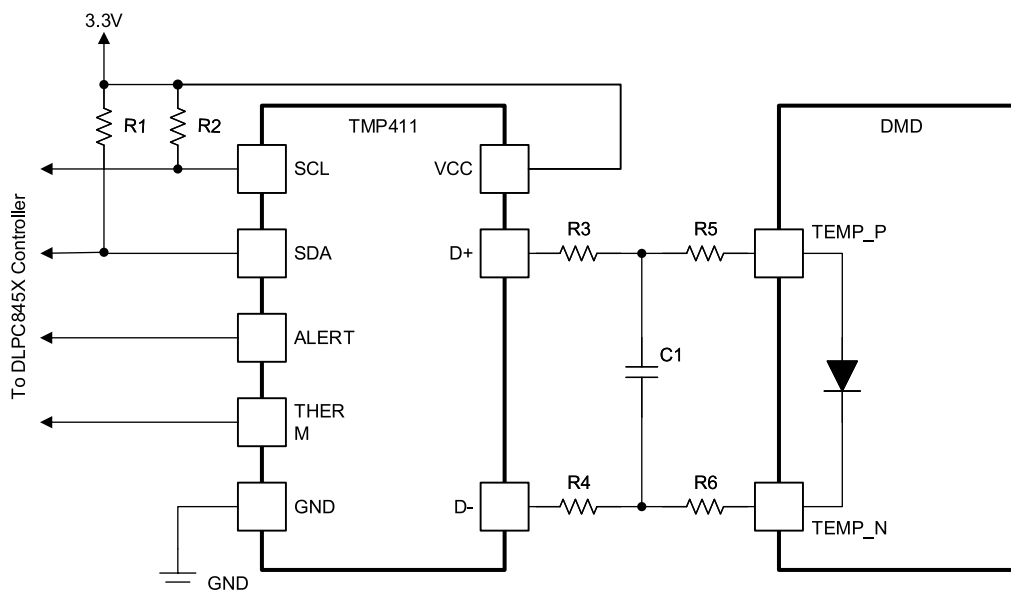 3.3V
R1
R2
TMP411
DMD
SCL
VCC
To DLPC845X Controller
SDA
D+
R3
R5
TEMP_P
ALERT
C1
THER
M
GND
D-
R4
R6
TEMP_N
GND